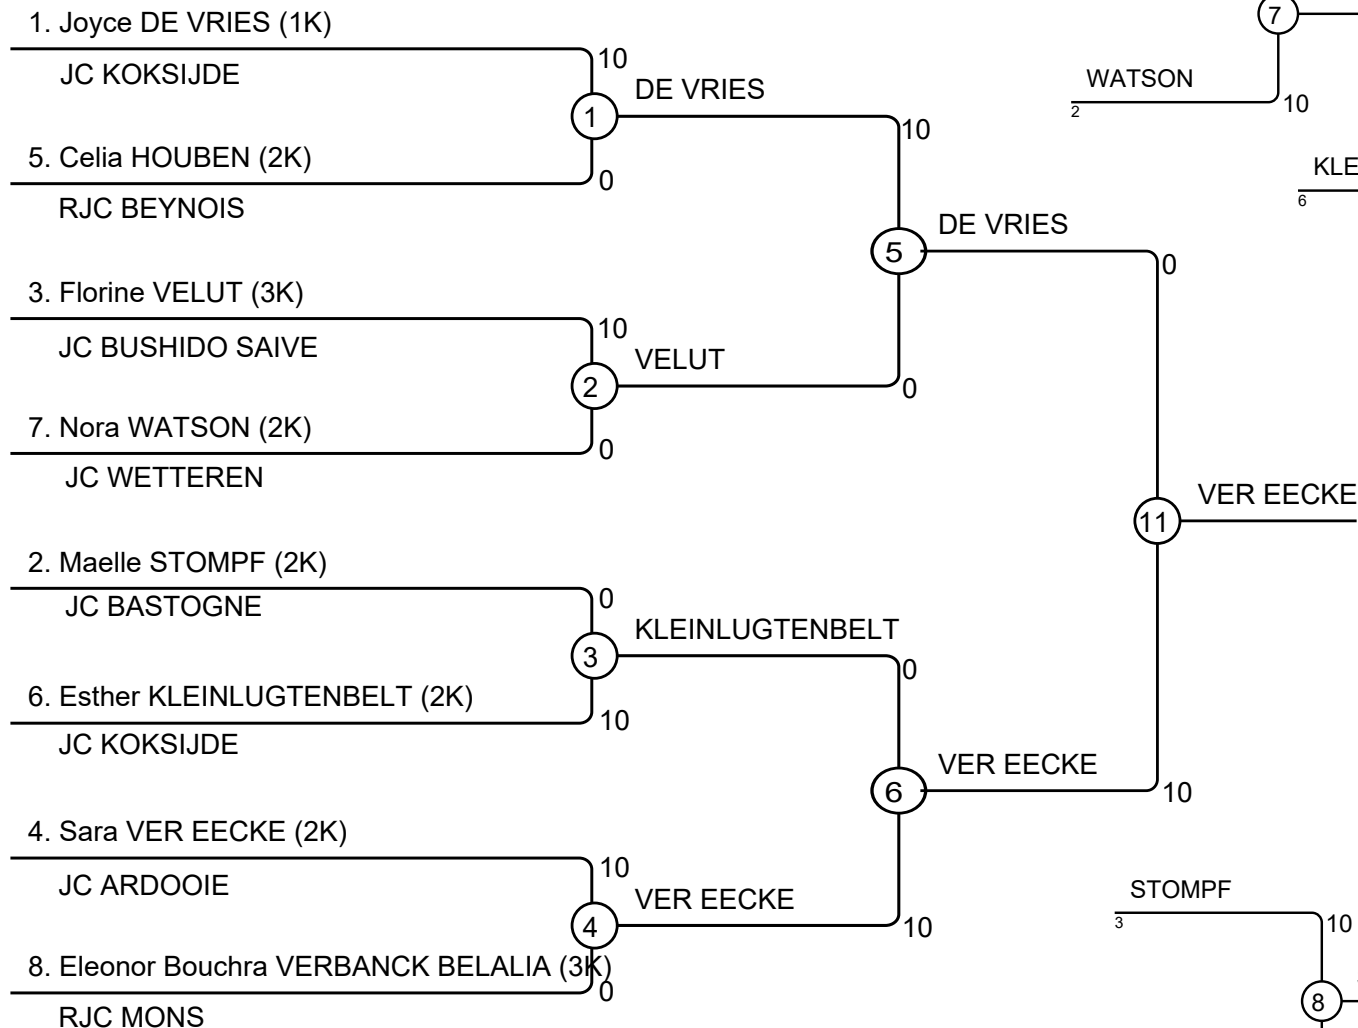 1. Joyce DE VRIES (1K)
JC KOKSIJDE
10
1
DE VRIES
5. Celia HOUBEN (2K)
0
RJC BEYNOIS
3. Florine VELUT (3K)
JC BUSHIDO SAIVE
10
2
VELUT
7. Nora WATSON (2K)
0
JC WETTEREN
10
5
DE VRIES
0
2. Maelle STOMPF (2K)
JC BASTOGNE
0
3
KLEINLUGTENBELT
6. Esther KLEINLUGTENBELT (2K)
10
JC KOKSIJDE
4. Sara VER EECKE (2K)
JC ARDOOIE
10
4
VER EECKE
8. Eleonor Bouchra VERBANCK BELALIA (3K)
0
RJC MONS
0
6
VER EECKE
10
0
11
VER EECKE
10
7
WATSON
2
10
KLE
6
STOMPF
3
10
8